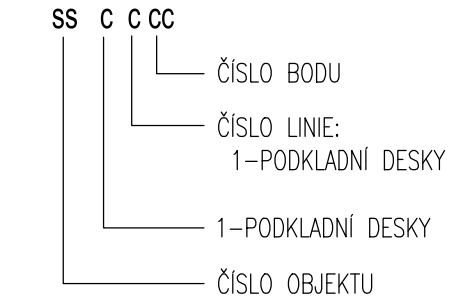 SS C C CC
ČÍSLO BODU
ČÍSLO LINIE:
1-PODKLADNÍ DESKY
1-PODKLADNÍ DESKY
ČÍSLO OBJEKTU